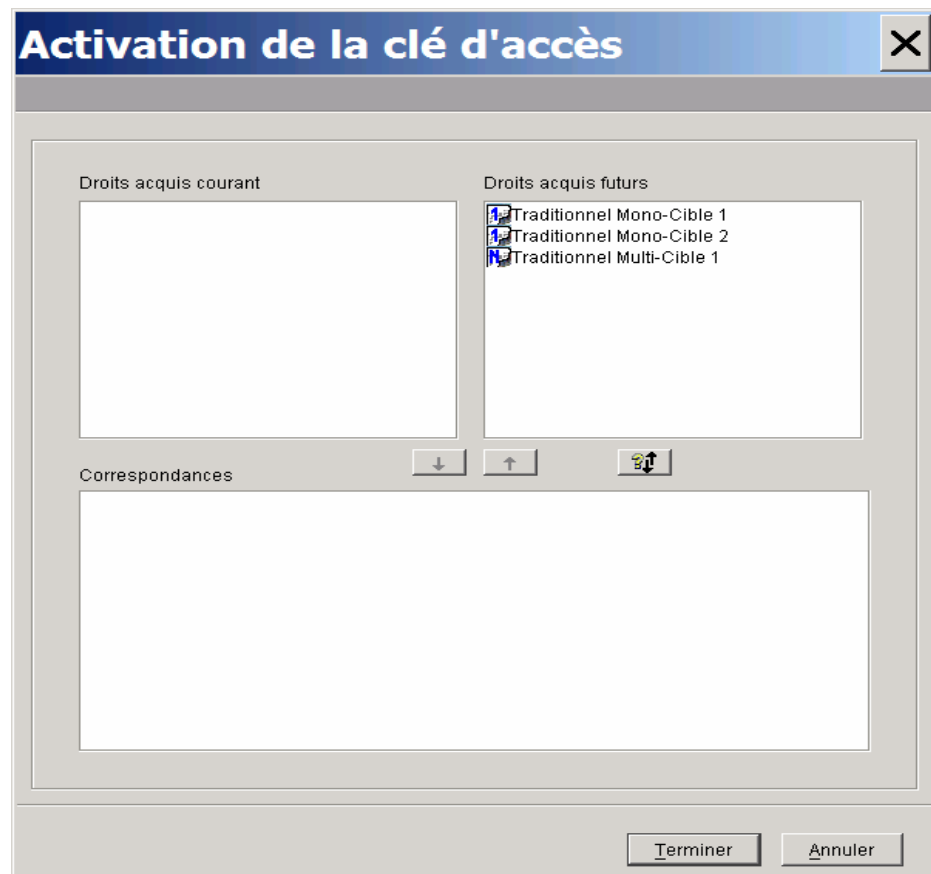 Activation de la clé d'accès
Droits acquis courant
Droits acquis futurs
Traditionnel Mono-Cible 1
Traditionnel Mono-Cible 2
Traditionnel Multi-Cible 1
Correspondances
Terminer
Annuler